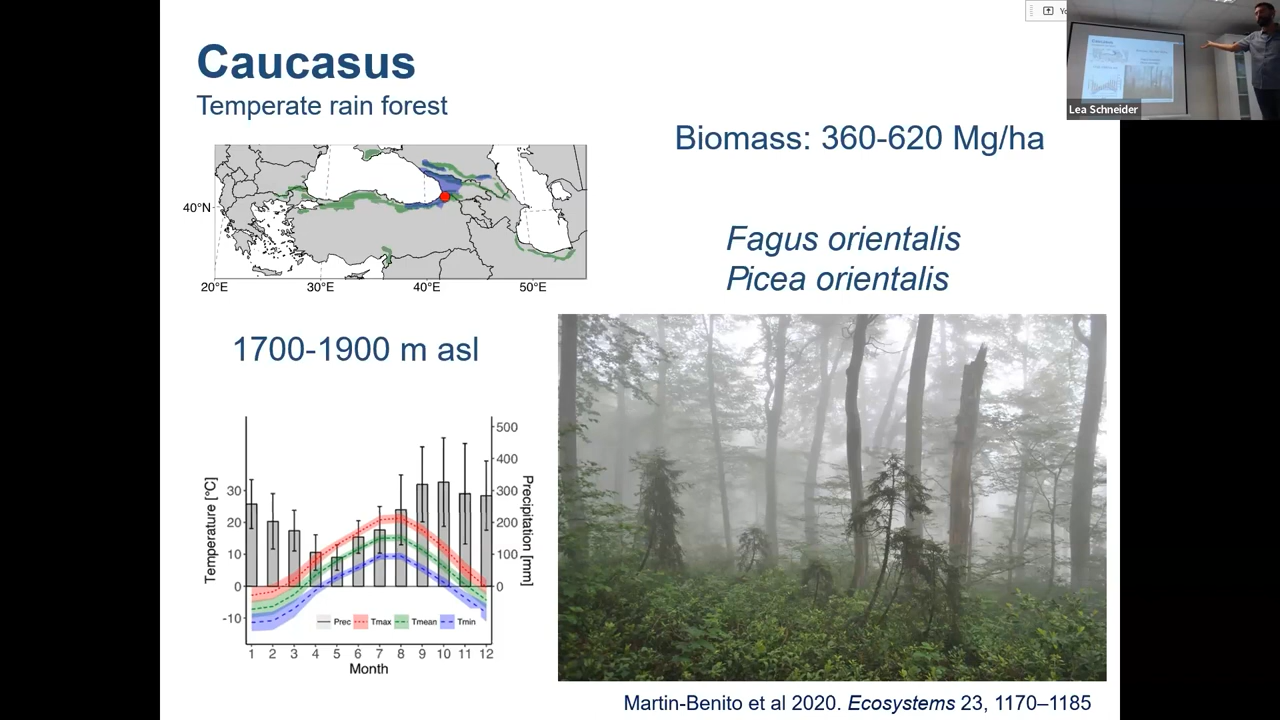 Caucasus
Temperate rain forest
Biomass: 360-620 Mg/ha
Lea Schneider
40°N
20°E 30°E 40°E 50°E
Fagus orientalis
Picea orientalis
1700-1900 m asl
Temperature [°C]
30
20
10
0
-10
Precipitation [mm]
500
400
300
200
100
0
Prec Tmax Tmean Tmin
1 2 3 4 5 6 7 8 9 10 11 12
Month
Martin-Benito et al 2020. Ecosystems 23, 1170–1185